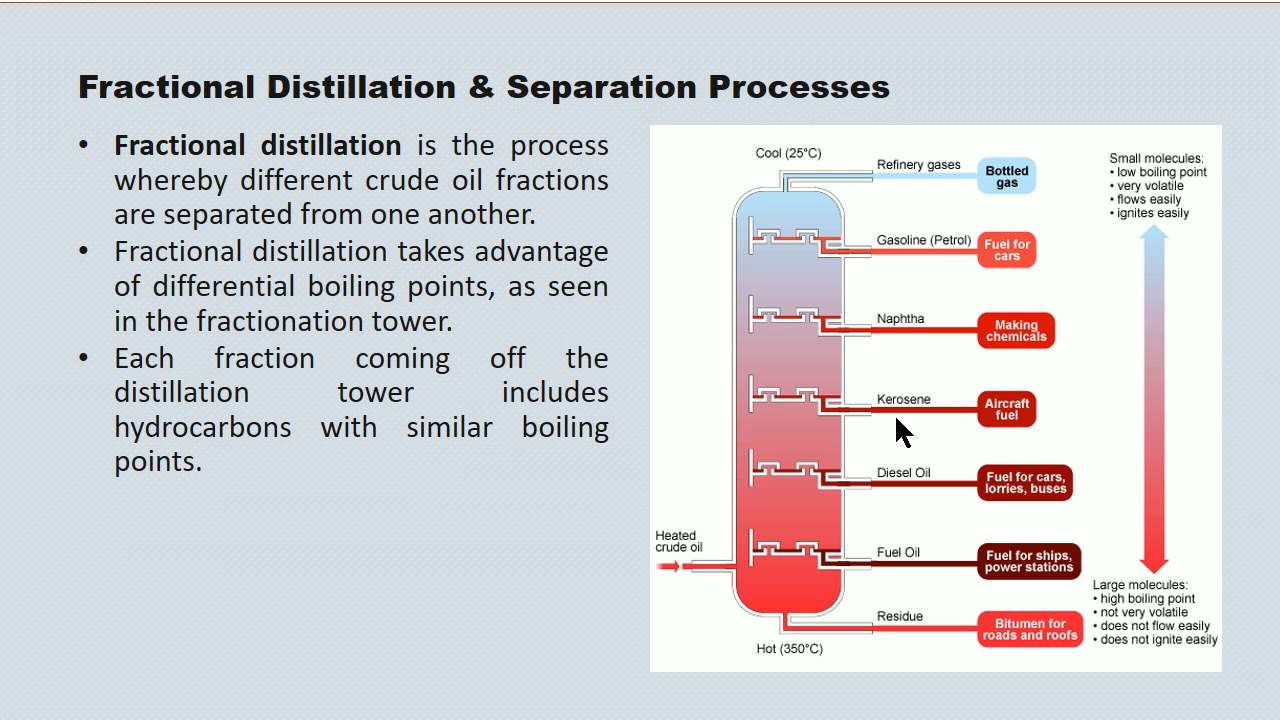 Fractional Distillation & Separation Processes
• Fractional distillation is the process
whereby different crude oil fractions
are separated from one another.
• Fractional distillation takes advantage
of differential boiling points, as seen
in the fractionation tower.
• Each fraction coming off the
distillation tower includes
hydrocarbons with similar boiling
points.
Cool (25°C)
Refinery gases
Bottled
gas
Gasoline (Petrol)
Fuel for
cars
Naphtha
Making
chemicals
Kerosene
Aircraft
fuel
Diesel Oil
Fuel for cars,
lorries, buses
Heated
crude oil
Fuel Oil
Fuel for ships,
power stations
Residue
Bitumen for
roads and roofs
Hot (350°C)
Small molecules:
• low boiling point
• very volatile
• flows easily
• ignites easily
Large molecules:
• high boiling point
• not very volatile
• does not flow easily
• does not ignite easily